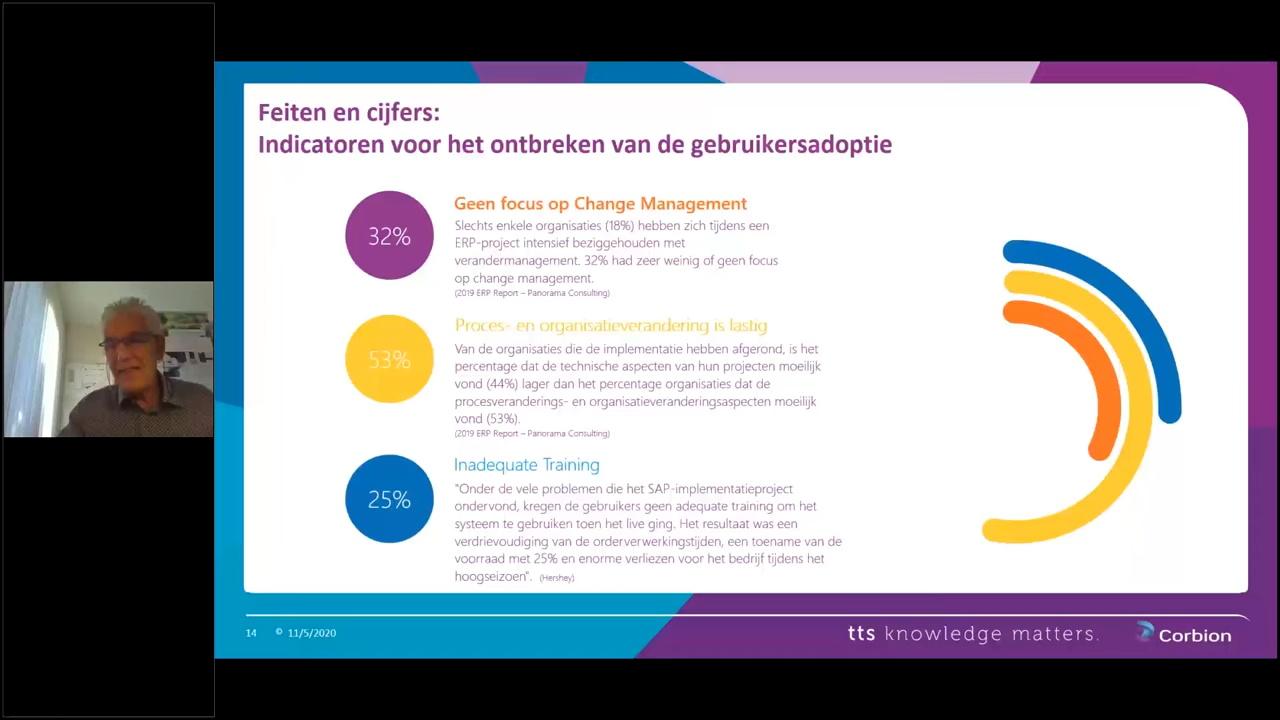 Feiten en cijfers:
Indicatoren voor het ontbreken van de gebruikersadoptie
32%
Geen focus op Change Management
Slechts enkele organisaties (18%) hebben zich tijdens een
ERP-project intensief beziggehouden met
verandermanagement. 32% had zeer weinig of geen focus
op change management.
(2019 ERP Report – Panorama Consulting)
53%
Proces- en organisatieverandering is lastig
Van de organisaties die de implementatie hebben afgerond, is het
percentage dat de technische aspecten van hun projecten moeilijk
vond (44%) lager dan het percentage organisaties dat de
procesveranderings- en organisatieveranderingsaspecten moeilijk
vond (53%).
(2019 ERP Report – Panorama Consulting)
25%
Inadequate Training
"Onder de vele problemen die het SAP-implementatieproject
ondervond, kregen de gebruikers geen adequate training om het
systeem te gebruiken toen het live ging. Het resultaat was een
verdrievoudiging van de orderverwerkingstijden, een toename van de
voorraad met 25% en enorme verliezen voor het bedrijf tijdens het
hoogseizoen". (Hershey)
14 © 11/5/2020
tts knowledge matters.
Corbion